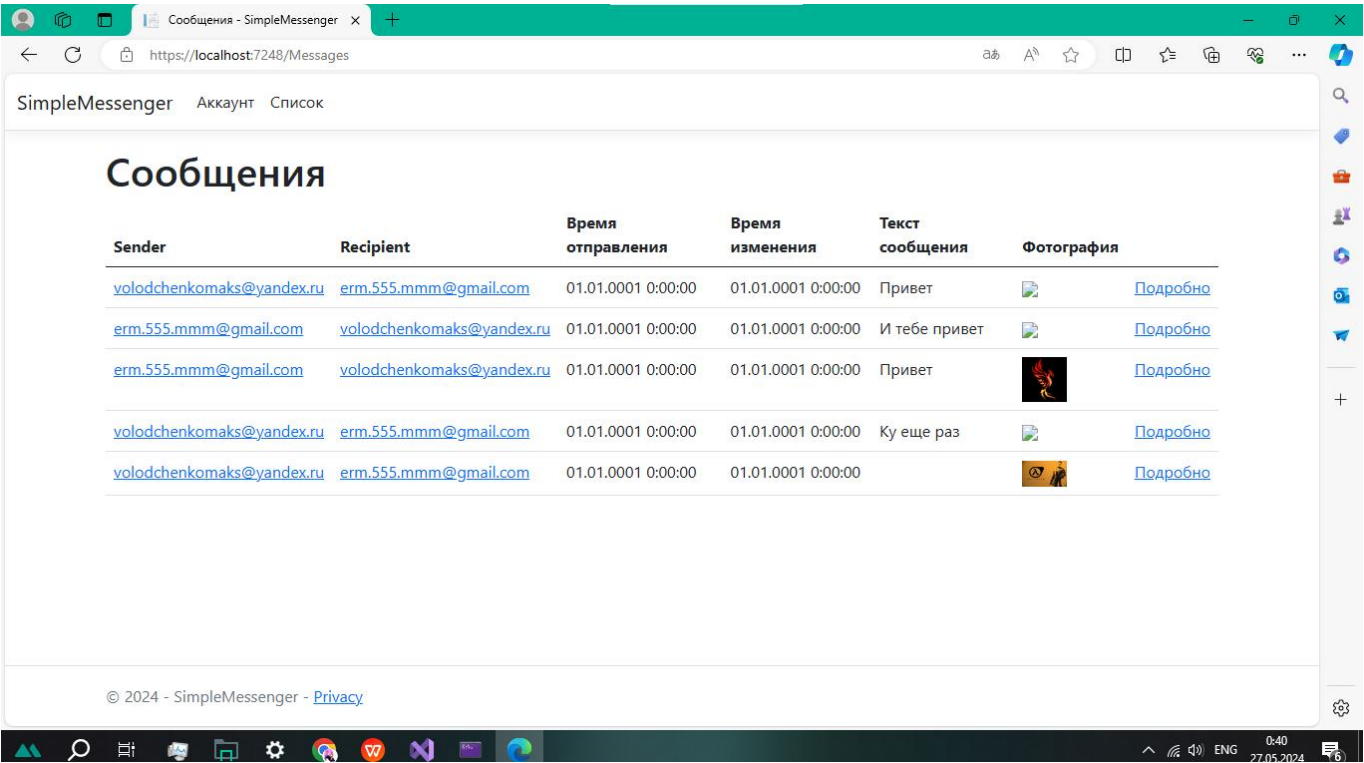 Сообщения - SimpleMessenger
https://localhost:7248/Messages
SimpleMessenger Аккаунт Список
Сообщения
Sender Recipient Время отправления Время изменения Текст сообщения Фотография
volodchenkomaks@yandex.ru erm.555.mmm@gmail.com 01.01.0001 0:00:00 01.01.0001 0:00:00 Привет Подробно
erm.555.mmm@gmail.com volodchenkomaks@yandex.ru 01.01.0001 0:00:00 01.01.0001 0:00:00 И тебе привет Подробно
erm.555.mmm@gmail.com volodchenkomaks@yandex.ru 01.01.0001 0:00:00 01.01.0001 0:00:00 Привет Подробно
volodchenkomaks@yandex.ru erm.555.mmm@gmail.com 01.01.0001 0:00:00 01.01.0001 0:00:00 Ку еще раз Подробно
volodchenkomaks@yandex.ru erm.555.mmm@gmail.com 01.01.0001 0:00:00 01.01.0001 0:00:00 Подробно
© 2024 - SimpleMessenger - Privacy
ENG 0:40
27.05.2024
6